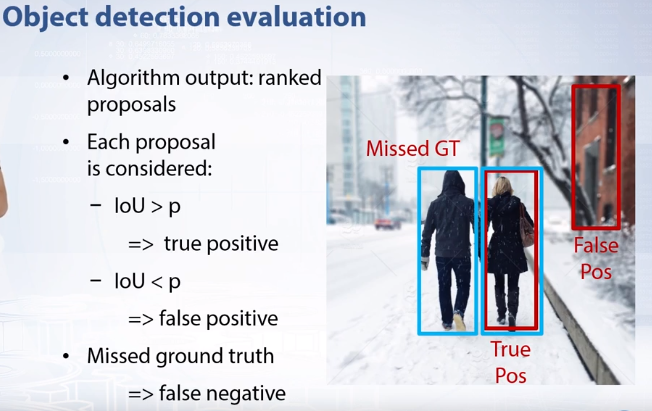 Object detection evaluation
• Algorithm output: ranked
proposals
• Each proposal
is considered:
– IoU > p
=> true positive
– IoU < p
=> false positive
• Missed ground truth
=> false negative
Missed GT
False
Pos
True
Pos